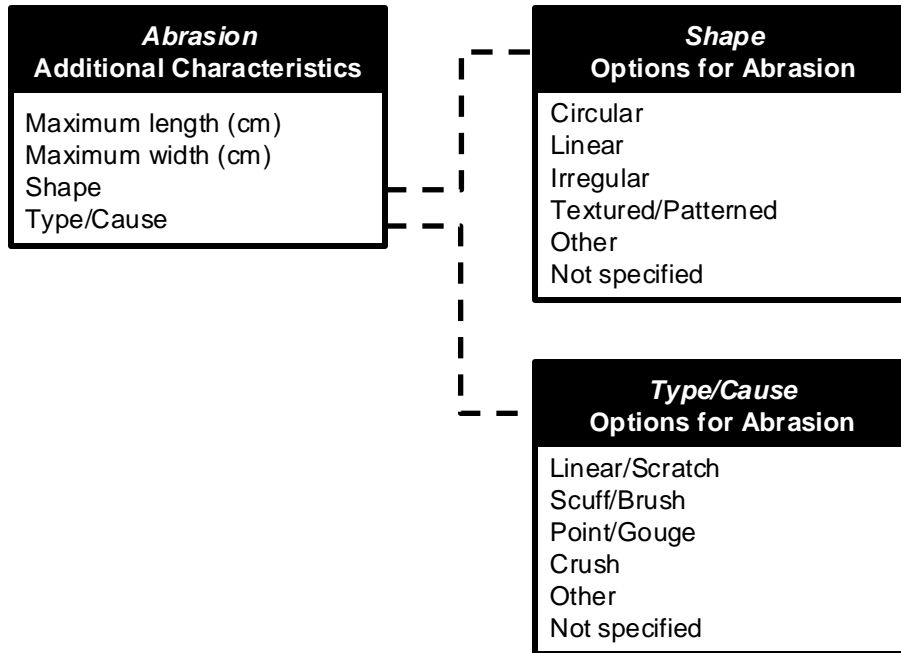 Abrasion
Additional Characteristics
Maximum length (cm)
Maximum width (cm)
Shape
Type/Cause
Shape
Options for Abrasion
Circular
Linear
Irregular
Textured/Patterned
Other
Not specified
Type/Cause
Options for Abrasion
Linear/Scratch
Scuff/Brush
Point/Gouge
Crush
Other
Not specified